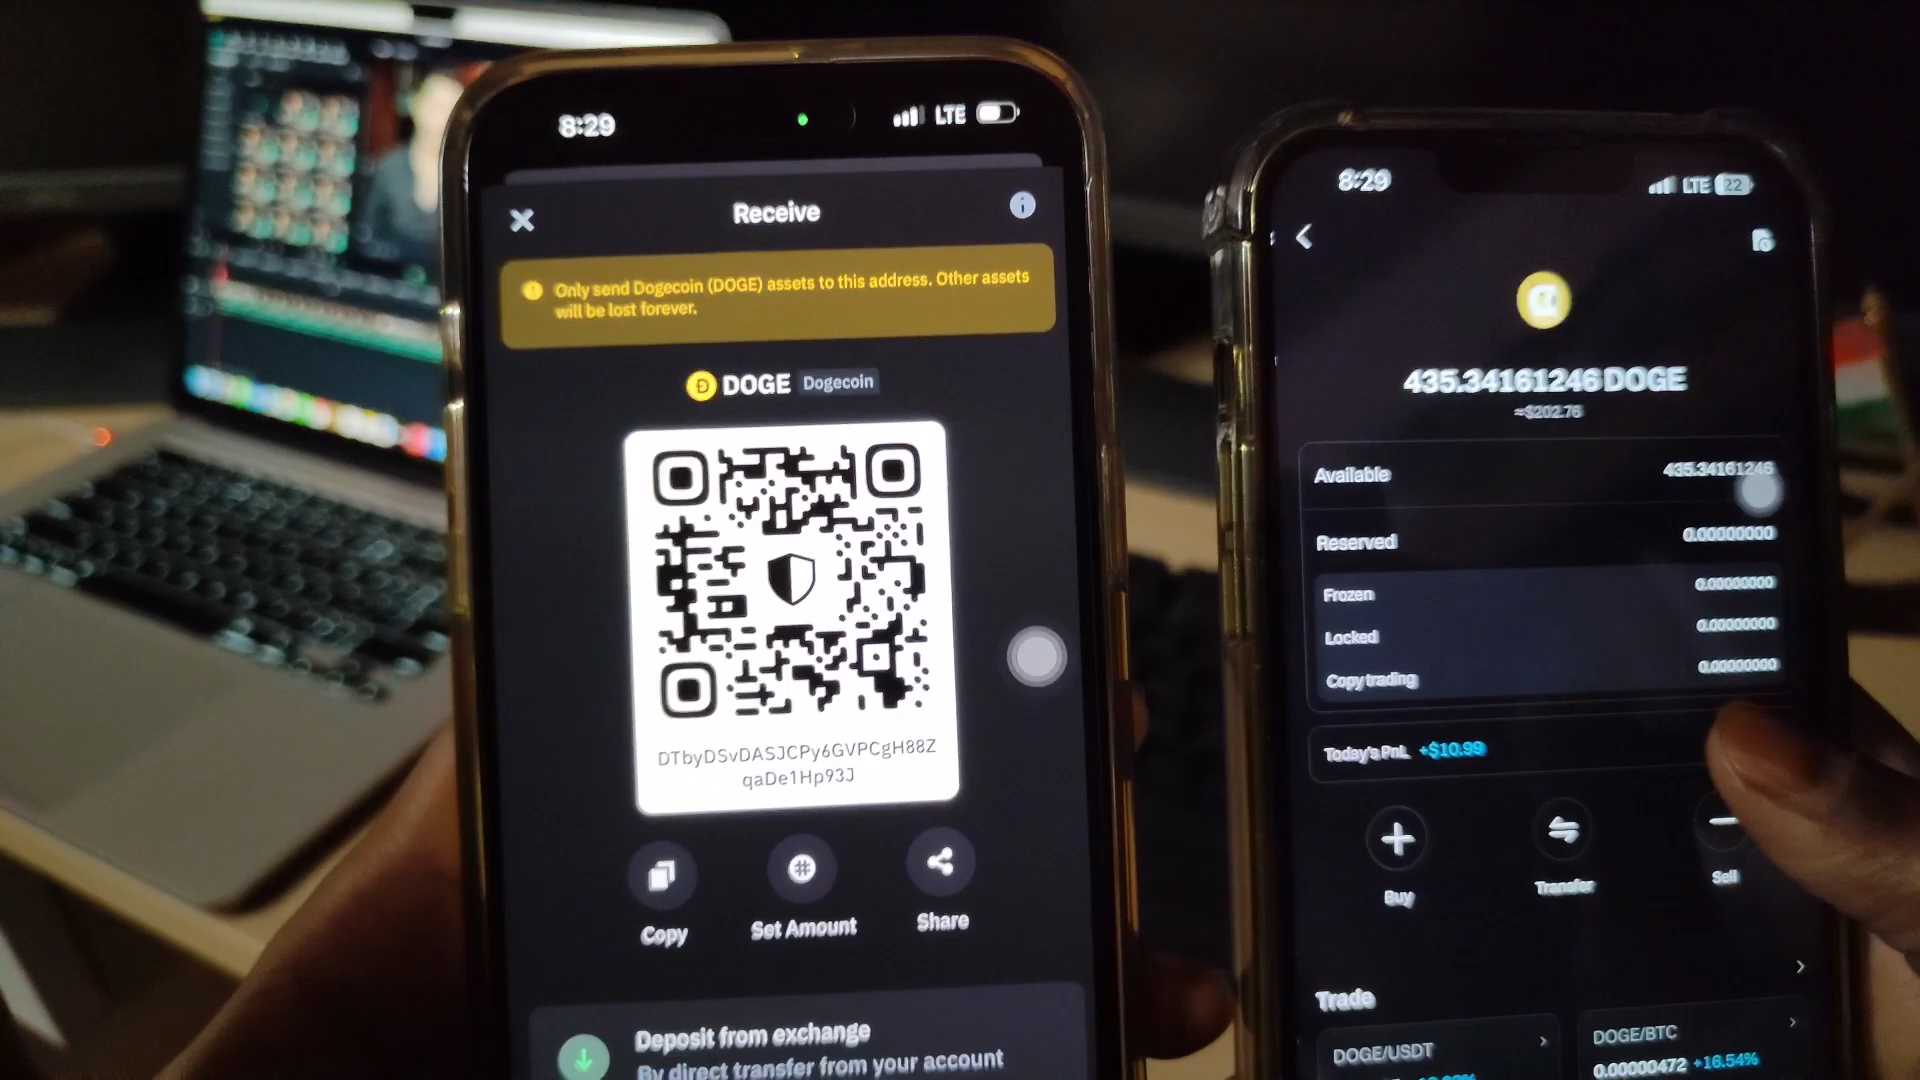 8:29
LTE
Receive
Only send Dogecoin (DOGE) assets to this address. Other assets
will be lost forever.
DOGE Dogecoin
DTbyDSvDASJCPy6GVPCgH88Z
qaDe1Hp93J
Copy
Set Amount
Share
Deposit from exchange
By direct transfer from your account
8:29
LTE 22
435.34161246 DOGE
≈$202.76
Available 435.34161246
Reserved 0.00000000
Frozen 0.00000000
Locked 0.00000000
Copytrading 0.00000000
Today's PnL +$10.99
Buy
Transfer
Sell
Trade
DOGE/USDT
DOGE/BTC
0.00000472 +16.54%